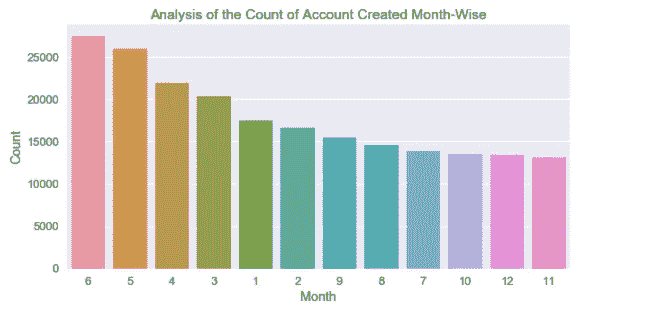 Analysis of the Count of Account Created Month-Wise
25000
20000
15000
10000
5000
0
Count
6 5 4 3 1 2 9 8 7 10 12 11
Month